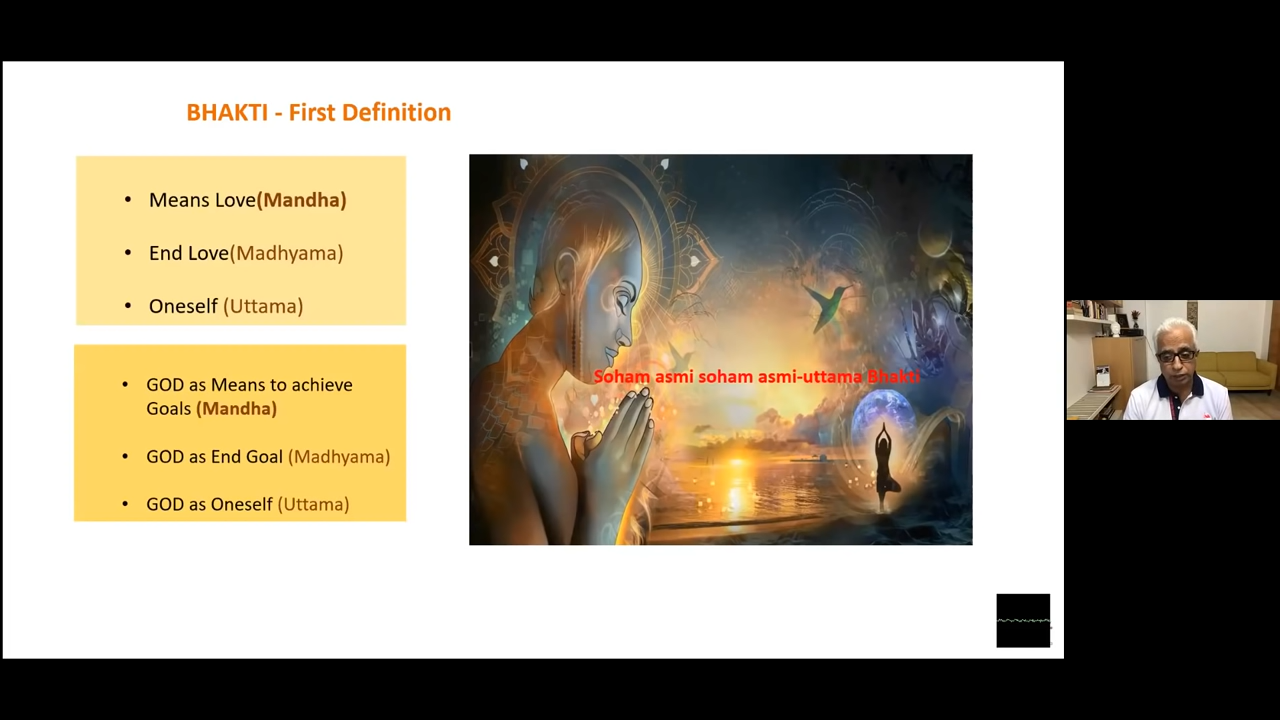 BHAKTI - First Definition
• Means Love(Mandha)
• End Love(Madhyama)
• Oneself (Uttama)
• GOD as Means to achieve
Goals (Mandha)
• GOD as End Goal (Madhyama)
• GOD as Oneself (Uttama)
Soham asmi soham asmi-uttama Bhakti